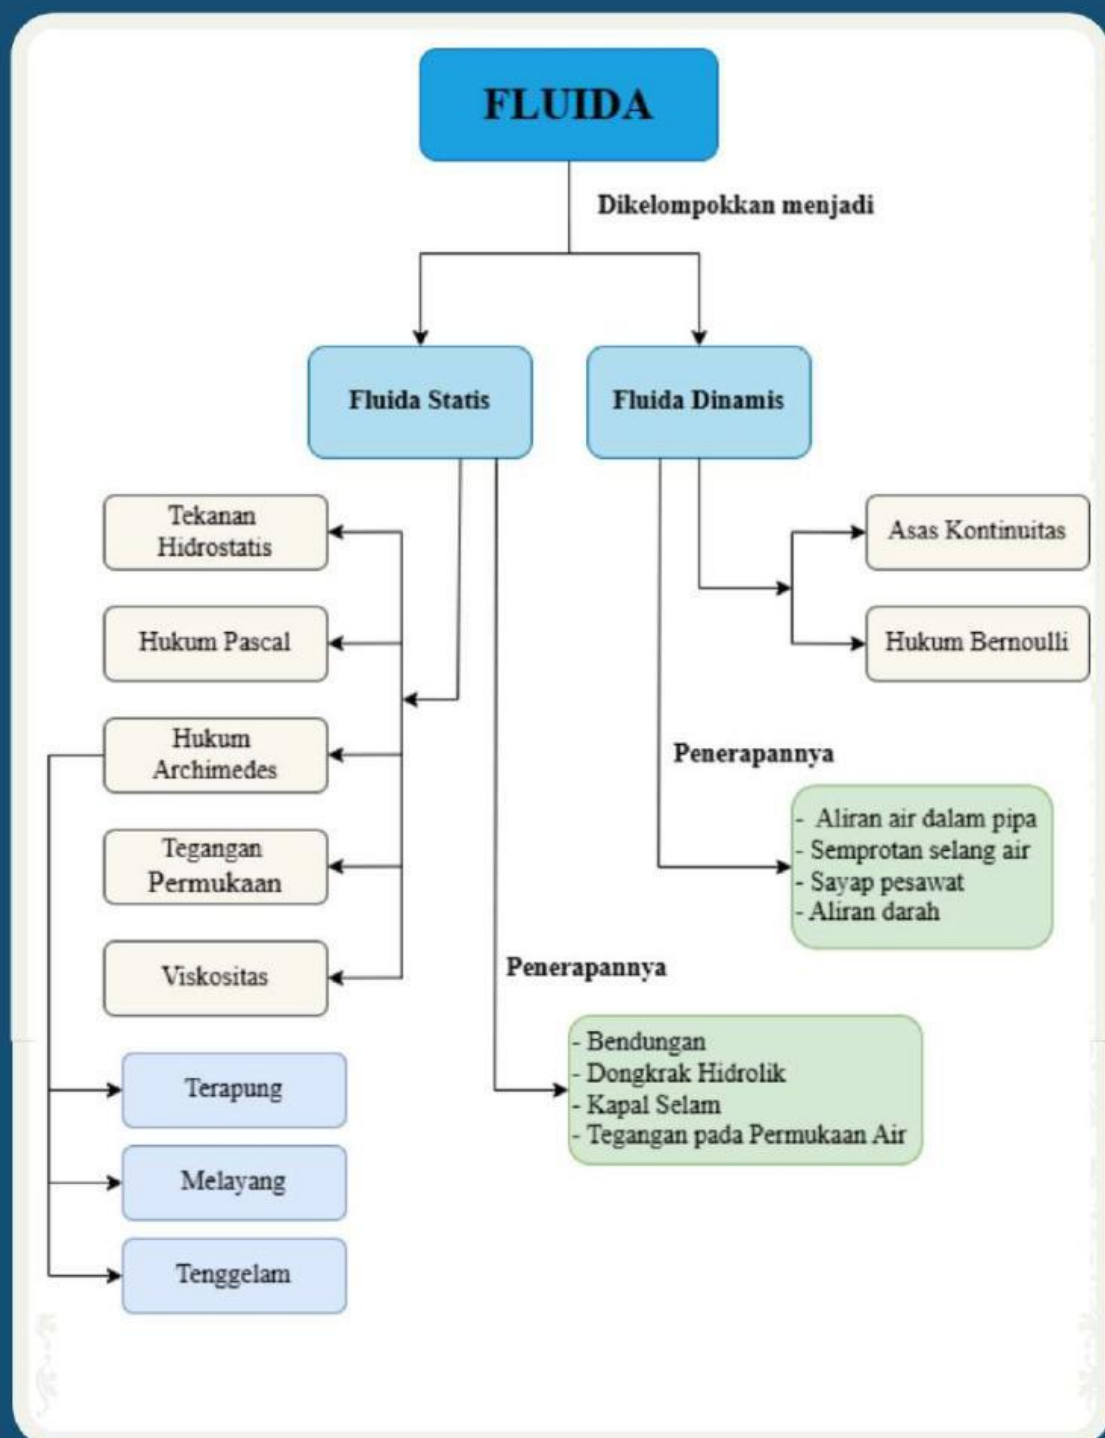 FLUIDA
Dikelompokkan menjadi
Fluida Statis
Fluida Dinamis
Tekanan
Hidrostatis
Hukum Pascal
Hukum
Archimedes
Tegangan
Permukaan
Viskositas
Terapung
Melayang
Tenggelam
Penerapannya
- Bendungan
- Dongkrak Hidrolik
- Kapal Selam
- Tegangan pada Permukaan Air
Asas Kontinuitas
Hukum Bernoulli
Penerapannya
- Aliran air dalam pipa
- Semprotan selang air
- Sayap pesawat
- Aliran darah